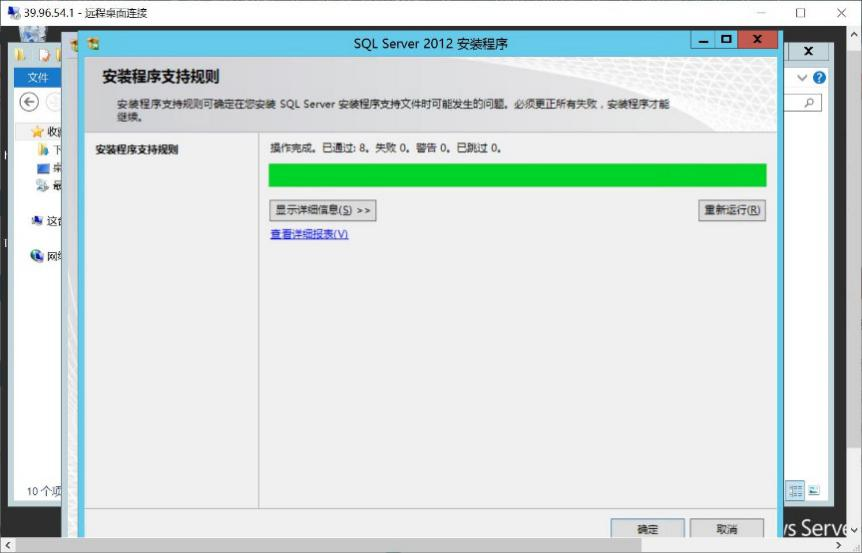 39.96.54.1 - 远程桌面连接
SQL Server 2012 安装程序
文件
安装程序支持规则
安装程序支持规则可确定在您安装 SQL Server 安装程序支持文件时可能发生的问题。必须更正所有失败，安装程序才能
继续。
安装程序支持规则
操作完成。已通过: 8。失败 0。警告 0。已跳过 0。
显示详细信息(S) >>
重新运行(R)
查看详细报表(V)
这台
网络
10 个项
确定
取消
ws Serve